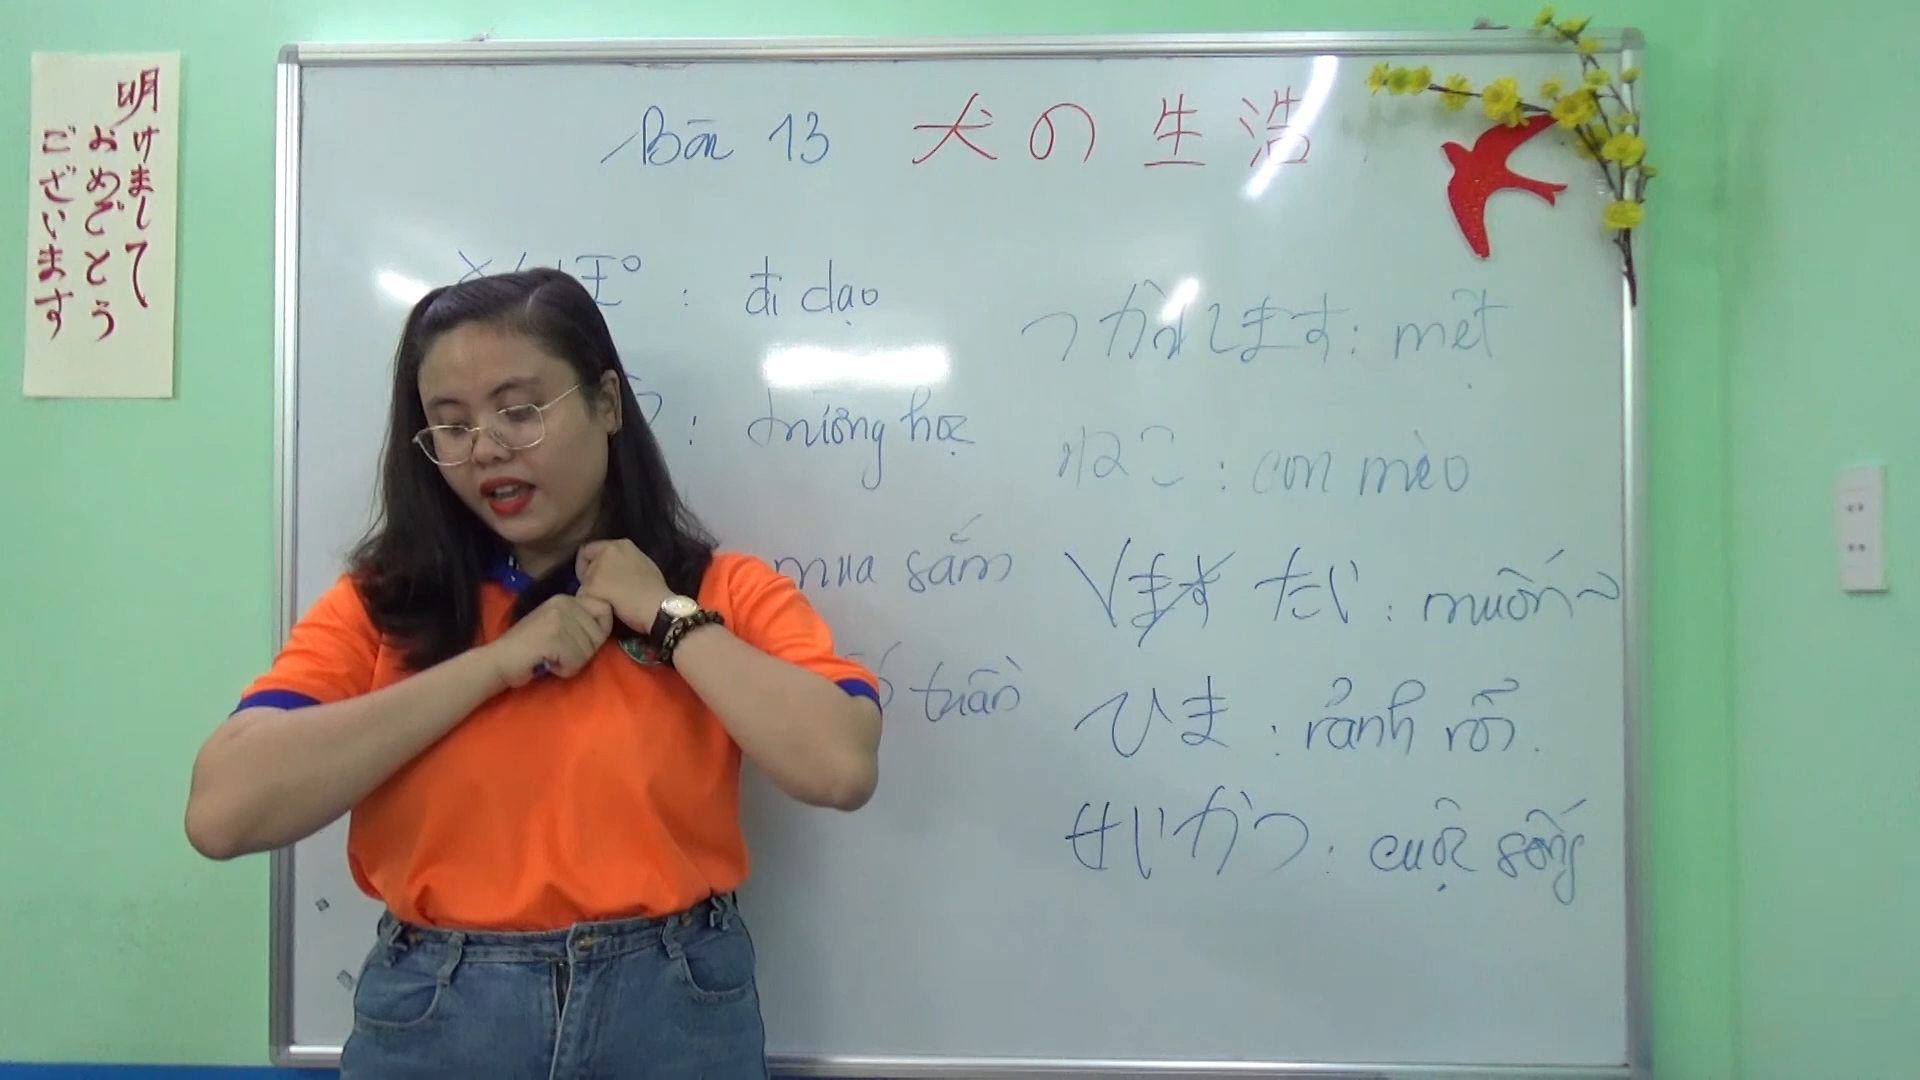 明
けまして
おめでとう
ございます
Bài 13 犬の生活
: đi dạo
: trường học
mua sắm
tuần
つかれします: mệt
ねこ : con mèo
Vます たい : muốn ~
ひま : rảnh rỗi.
せいかつ : cuộc sống